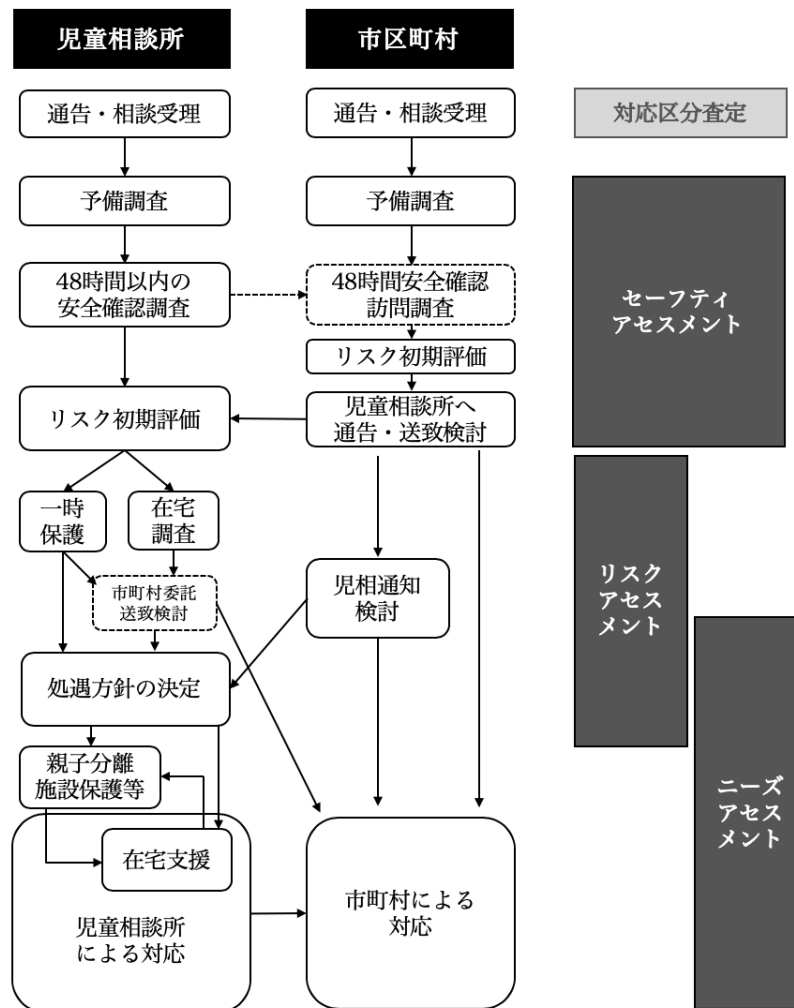 児童相談所
市区町村
通告・相談受理
通告・相談受理
対応区分査定
予備調査
予備調査
48時間以内の
安全確認調査
48時間安全確認
訪問調査
セーフティ
アセスメント
リスク初期評価
リスク初期評価
児童相談所へ
通告・送致検討
一時
保護
在宅
調査
市町村委託
送致検討
児相通知
検討
リスク
アセス
メント
処遇方針の決定
親子分離
施設保護等
ニーズ
アセス
メント
在宅支援
児童相談所
による対応
市町村による
対応